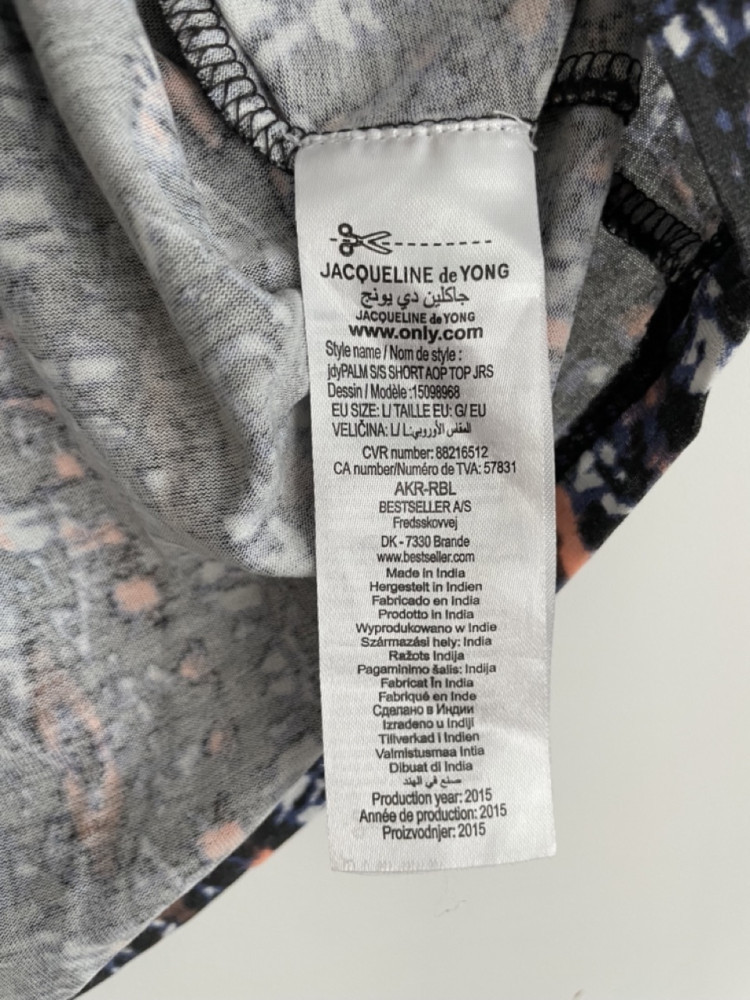 JACQUELINE de YONG
جاكلين دي يونج
JACQUELINE de YONG
www.only.com
Style name / Nom de style :
jdyPALM S/S SHORT AOP TOP JRS
Dessin / Modèle :15098968
EU SIZE: L/ TAILLE EU: G/ EU
VELIČINA: L/ L:المقاس الأوروبي
CVR number: 88216512
CA number/Numéro de TVA: 57831
AKR-RBL
BESTSELLER A/S
Fredsskovvej
DK - 7330 Brande
www.bestseller.com
Made in India
Hergestelt in Indien
Fabricado en India
Prodotto in India
Wyprodukowano w Indie
Származási hely: India
Ražots Indija
Pagaminimo šalis: Indija
Fabricat În India
Fabriqué en Inde
Сделано в Индии
Izradeno u Indiji
Tillverkad i Indien
Valmistusmaa Intia
Dibuat di India
صنع في الهند
Production year: 2015
Année de production: 2015
Proizvodnjer: 2015